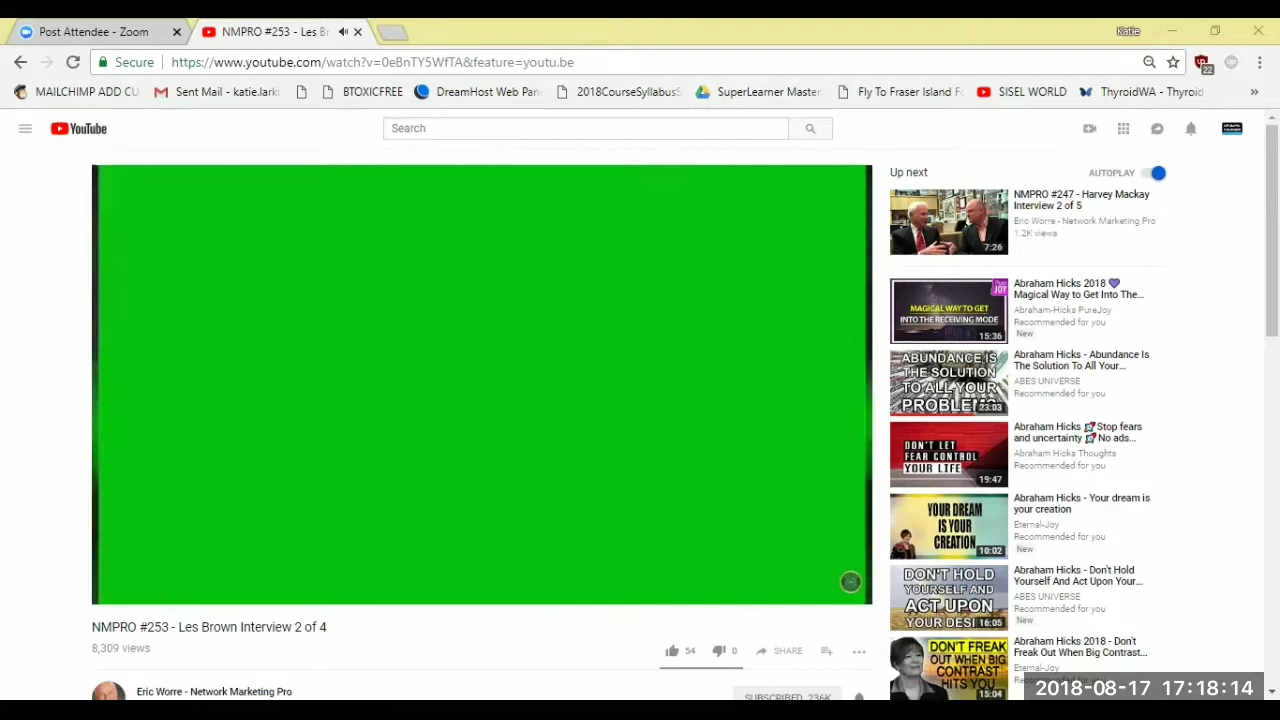 Post Attendee - Zoom
NMPRO #253 - Les Br
Katie
Secure
https://www.youtube.com/watch?v=0eBnTY5WfTA&feature=youtu.be
22
MAILCHIMP ADD CU
Sent Mail - katie.lark
BTOXICFREE
DreamHost Web Pan
2018CourseSyllabusS
SuperLearner Master
Fly To Fraser Island F
SISEL WORLD
ThyroidWA - Thyroid
YouTube
Search
Up next
AUTOPLAY
NMPRO #247 - Harvey Mackay
Interview 2 of 5
Eric Worre - Network Marketing Pro
1.2K views
7:26
Abraham Hicks 2018 💜
Magical Way to Get Into The...
Abraham-Hicks PureJoy
Recommended for you
New
MAGICAL WAY TO GET
INTO THE RECEIVING MODE
15:36
Abraham Hicks - Abundance Is
The Solution To All Your...
ABES UNIVERSE
Recommended for you
ABUNDANCE IS
THE SOLUTION
TO ALL YOUR
PROBLEMS
23:03
Abraham Hicks 🚀Stop fears
and uncertainty 🚀No ads...
Abraham Hicks Thoughts
Recommended for you
DON'T LET
FEAR CONTROL
YOUR LIFE
19:47
Abraham Hicks - Your dream is
your creation
Eternal-Joy
Recommended for you
New
YOUR DREAM
IS YOUR
CREATION
10:02
Abraham Hicks - Don't Hold
Yourself And Act Upon Your...
ABES UNIVERSE
Recommended for you
New
DON'T HOLD
YOURSELF AND
ACT UPON
YOUR DESI
16:05
Abraham Hicks 2018 - Don't
Freak Out When Big Contrast...
Eternal-Joy
DON'T FREAK
OUT WHEN BIG
CONTRAST
HITS YOU
15:04
NMPRO #253 - Les Brown Interview 2 of 4
8,309 views
54
0
SHARE
Eric Worre - Network Marketing Pro
SUBSCRIBED 236K
2018-08-17 17:18:14